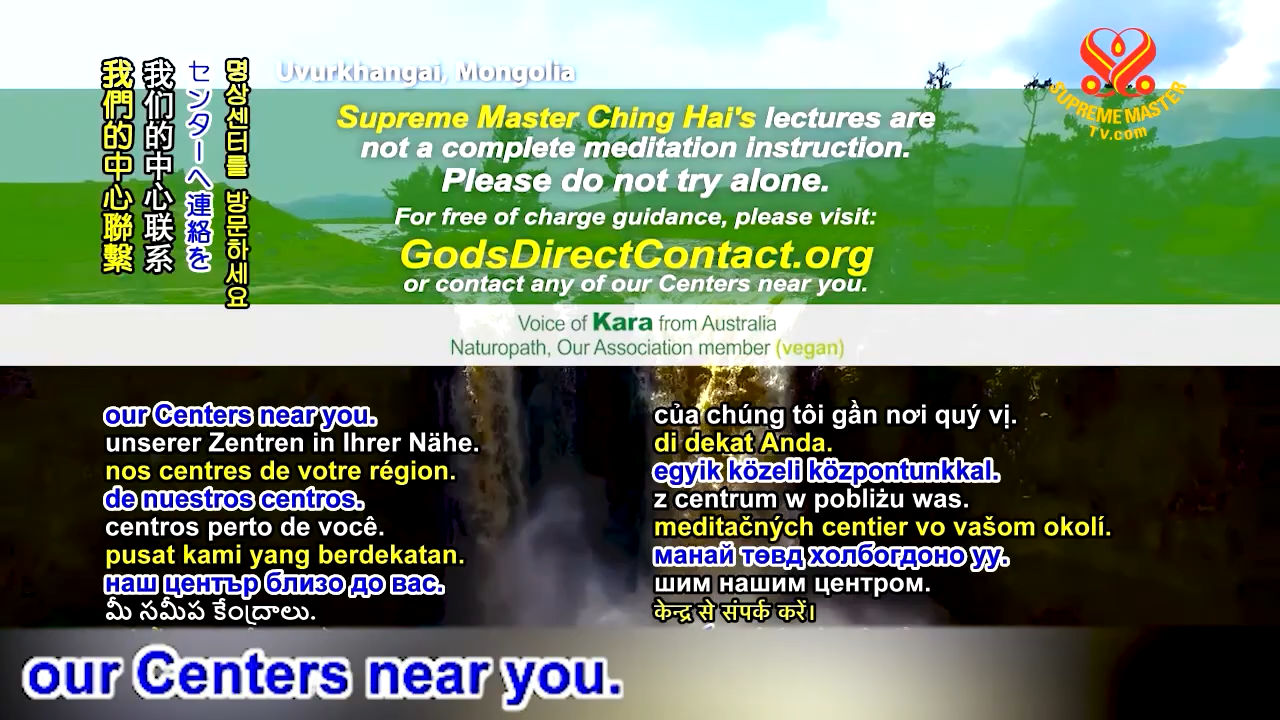 Uvurkhangai, Mongolia
SUPREME MASTER
TV.com
我們的中心聯繫
我们的中心联系
センターへ連絡を
명상센터를 방문하세요
Supreme Master Ching Hai's lectures are
not a complete meditation instruction.
Please do not try alone.
For free of charge guidance, please visit:
GodsDirectContact.org
or contact any of our Centers near you.
Voice of Kara from Australia
Naturopath, Our Association member (vegan)
our Centers near you.
unserer Zentren in Ihrer Nähe.
nos centres de votre région.
de nuestros centros.
centros perto de você.
pusat kami yang berdekatan.
наш център близо до вас.
మీ సమీప కేంద్రాలు.
của chúng tôi gần nơi quý vị.
di dekat Anda.
egyik közeli központunkkal.
z centrum w pobliżu was.
meditačných centier vo vašom okolí.
манай төвд холбогдоно уу.
шим нашим центром.
केन्द्र से संपर्क करें।
our Centers near you.